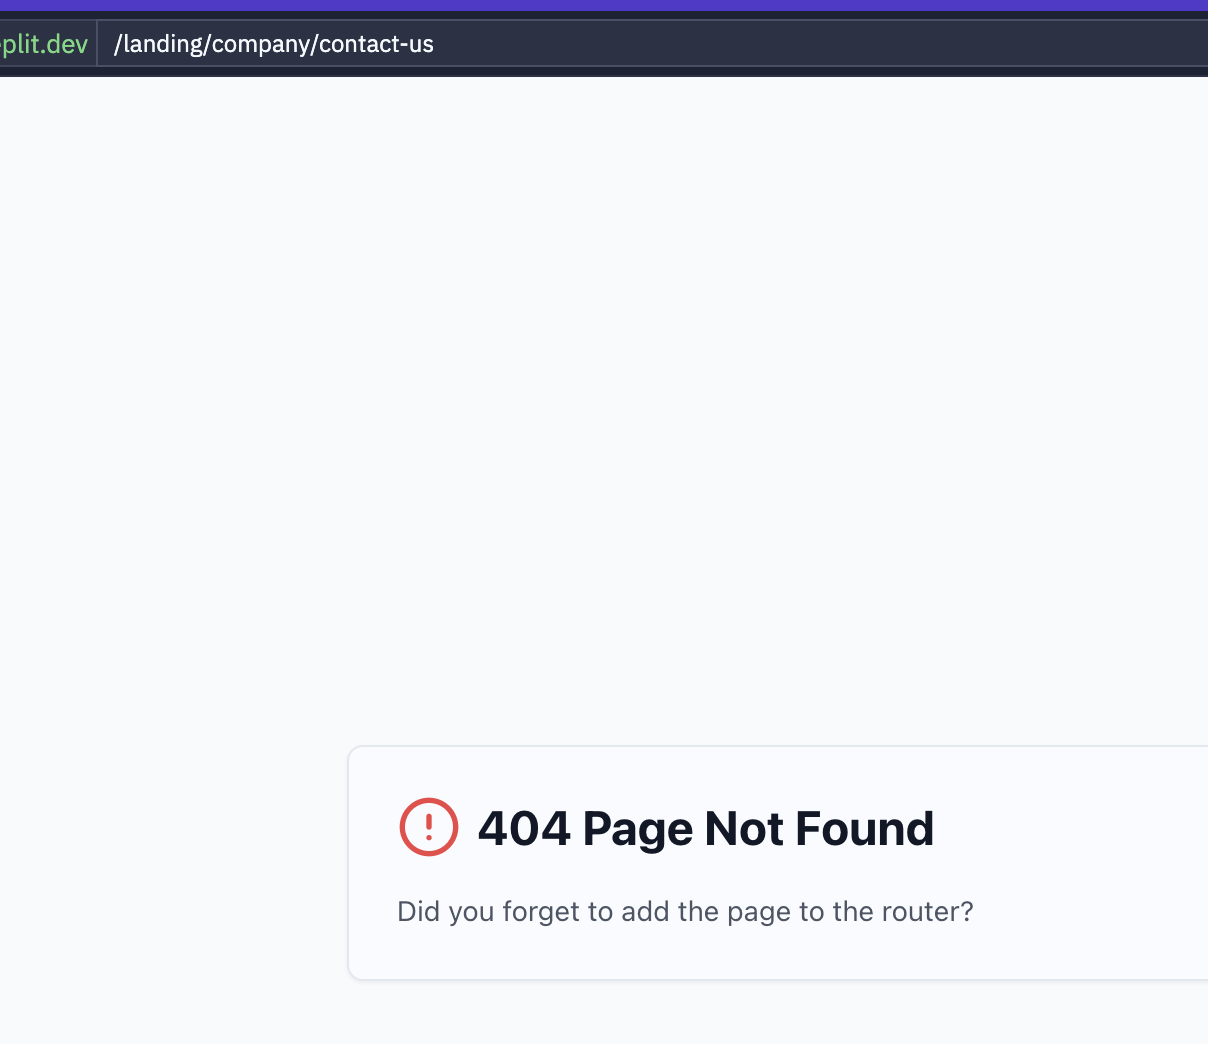 plit.dev /landing/company/contact-us
404 Page Not Found
Did you forget to add the page to the router?